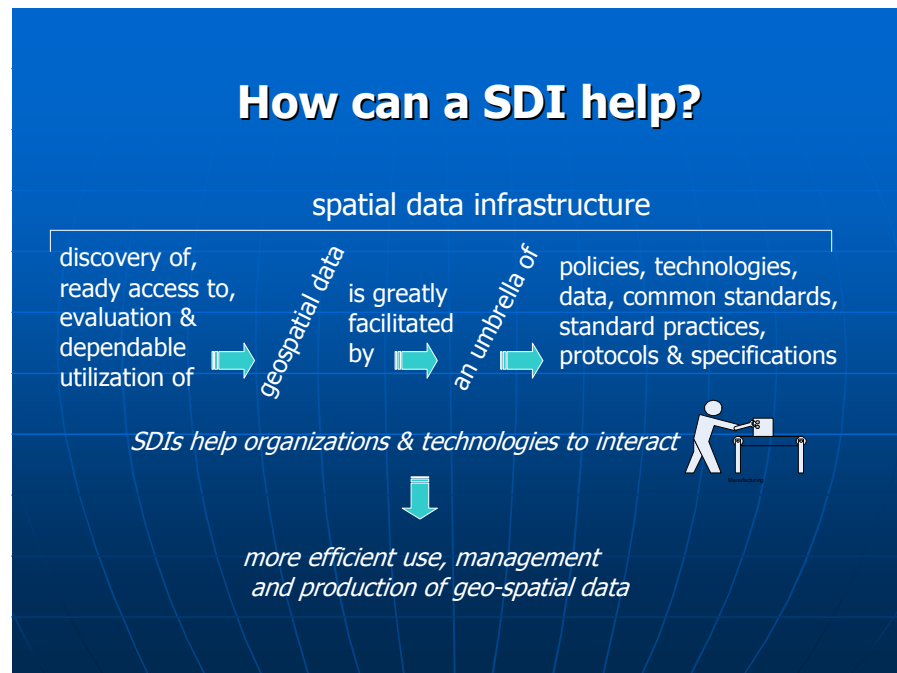 How can a SDI help?
spatial data infrastructure
discovery of,
ready access to,
evaluation &
dependable
utilization of
geospatial data
is greatly
facilitated
by
an umbrella of
policies, technologies,
data, common standards,
standard practices,
protocols & specifications
SDIs help organizations & technologies to interact
Manufacturing
more efficient use, management
and production of geo-spatial data